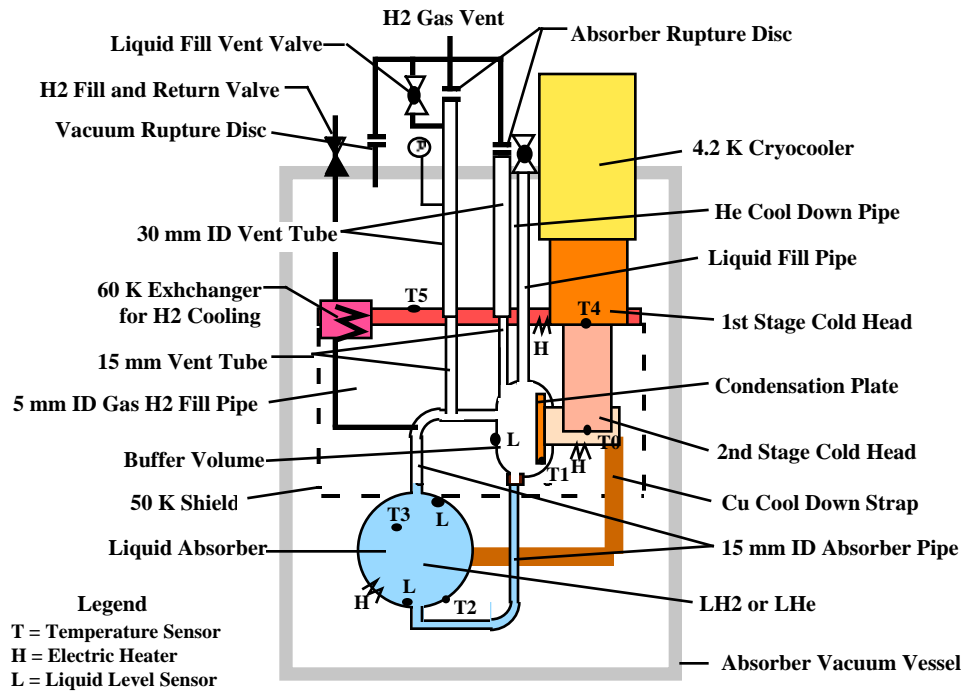 H2 Gas Vent
Liquid Fill Vent Valve
Absorber Rupture Disc
H2 Fill and Return Valve
Vacuum Rupture Disc
P
4.2 K Cryocooler
He Cool Down Pipe
30 mm ID Vent Tube
Liquid Fill Pipe
60 K Exhchanger
for H2 Cooling
T5
T4
1st Stage Cold Head
H
15 mm Vent Tube
Condensation Plate
5 mm ID Gas H2 Fill Pipe
L
T0
2nd Stage Cold Head
Buffer Volume
H
T1
50 K Shield
Cu Cool Down Strap
T3
L
Liquid Absorber
15 mm ID Absorber Pipe
L
H
T2
LH2 or LHe
Legend
T = Temperature Sensor
H = Electric Heater
L = Liquid Level Sensor
Absorber Vacuum Vessel